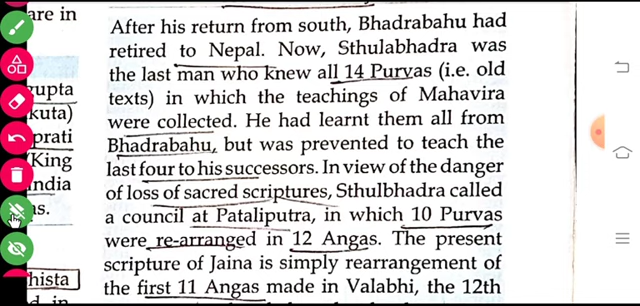 are in
gupta
kuta)
prati
(King
india
as.
hista
After his return from south, Bhadrabahu had
retired to Nepal. Now, Sthulabhadra was
the last man who knew all 14 Purvas (i.e. old
texts) in which the teachings of Mahavira
were collected. He had learnt them all from
Bhadrabahu, but was prevented to teach the
last four to his successors. In view of the danger
of loss of sacred scriptures, Sthulbhadra called
a council at Pataliputra, in which 10 Purvas
were re-arranged in 12 Angas. The present
scripture of Jaina is simply rearrangement of
the first 11 Angas made in Valabhi, the 12th